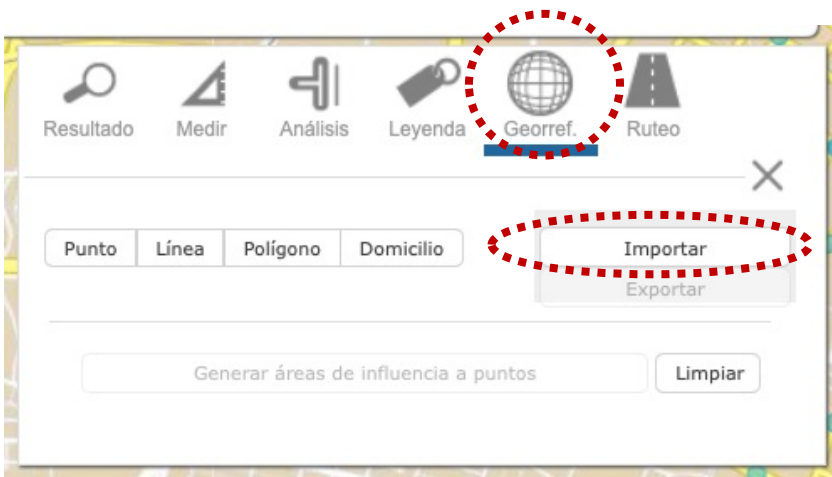 Resultado Medir Análisis Leyenda Georref. Ruteo
Punto Línea Polígono Domicilio Importar
Exportar
Generar áreas de influencia a puntos Limpiar